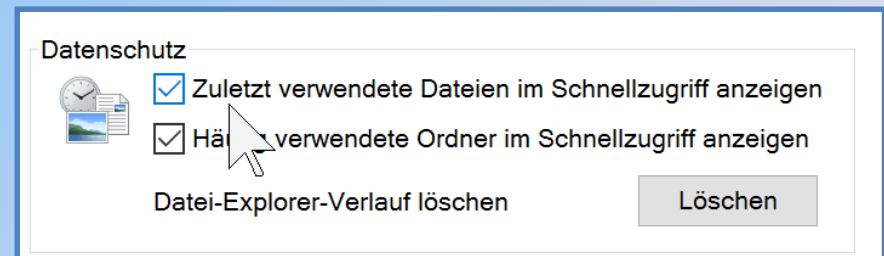 Datenschutz
Zuletzt verwendete Dateien im Schnellzugriff anzeigen
verwendete Ordner im Schnellzugriff anzeigen
Datei-Explorer-Verlauf löschen
Löschen